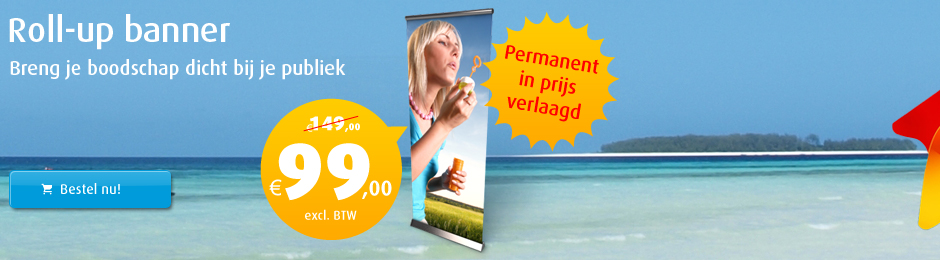 Roll-up banner
Breng je boodschap dicht bij je publiek
Permanent
in prijs
verlaagd
€149,00
€99,00
excl. BTW
Bestel nu!